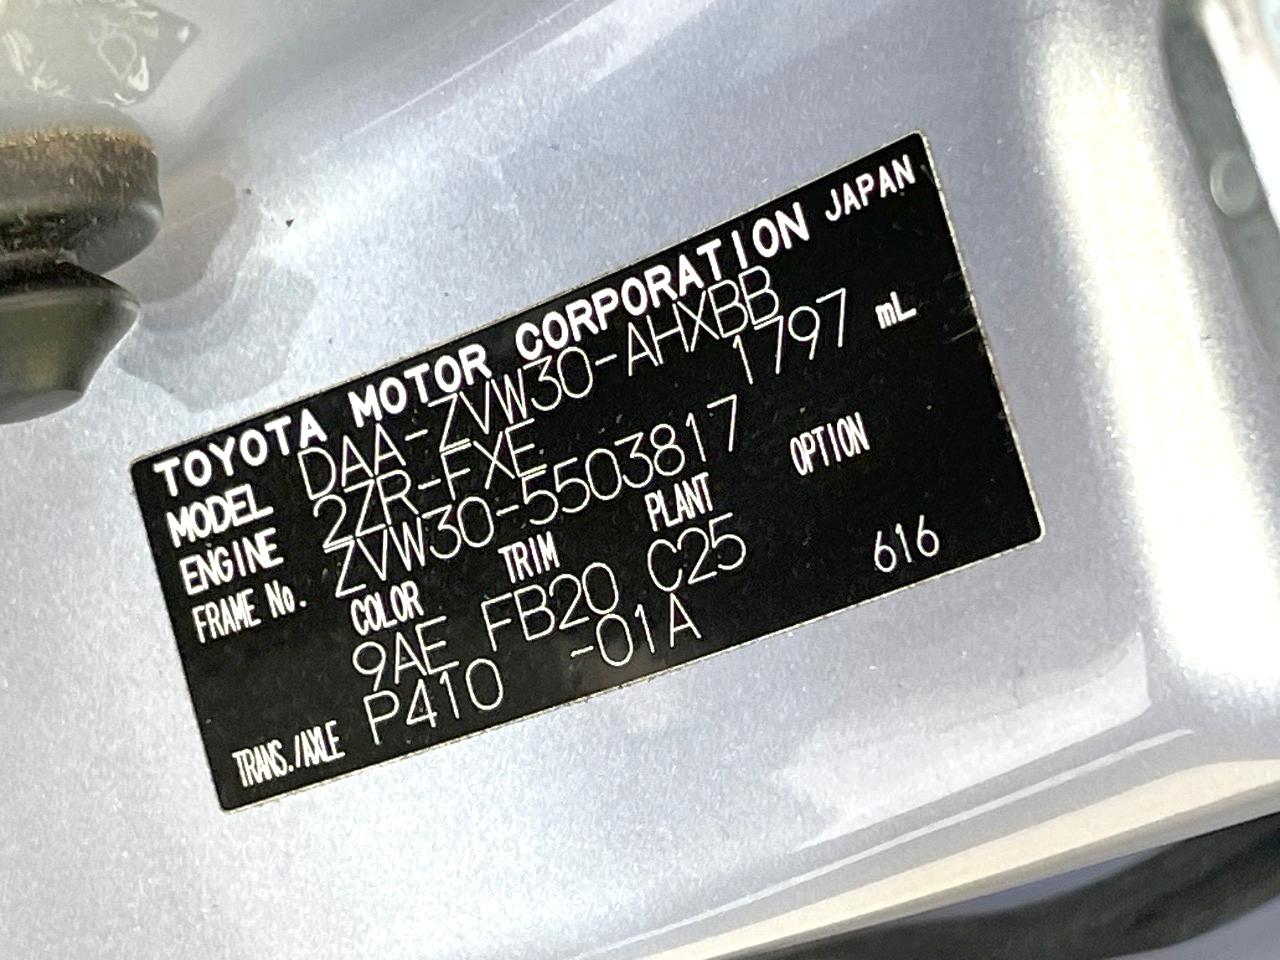 TOYOTA MOTOR CORPORATION JAPAN
MODEL DAA-ZVW30-AHXBB
ENGINE 2ZR-FXE 1797 mL
FRAME No. ZVW30-5503817
COLOR TRIM PLANT OPTION
9AE FB20 C25
TRANS./AXLE P410 -01A 616